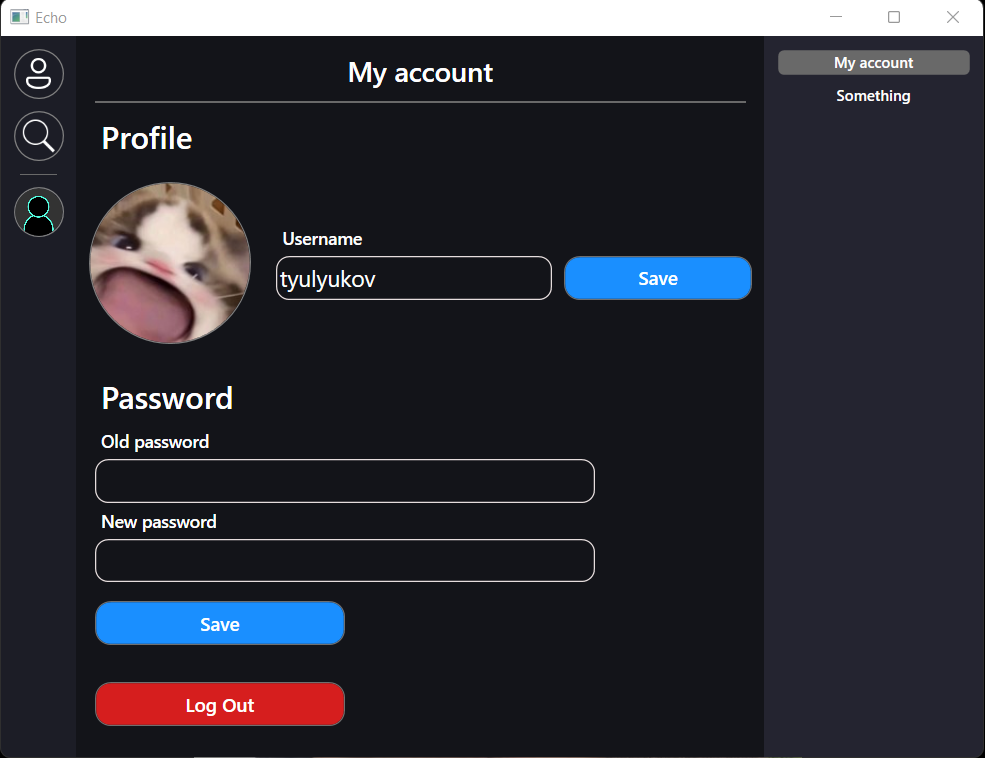 Echo
My account
Profile
Username
tyulyukov
Save
Password
Old password
New password
Save
Log Out
My account
Something